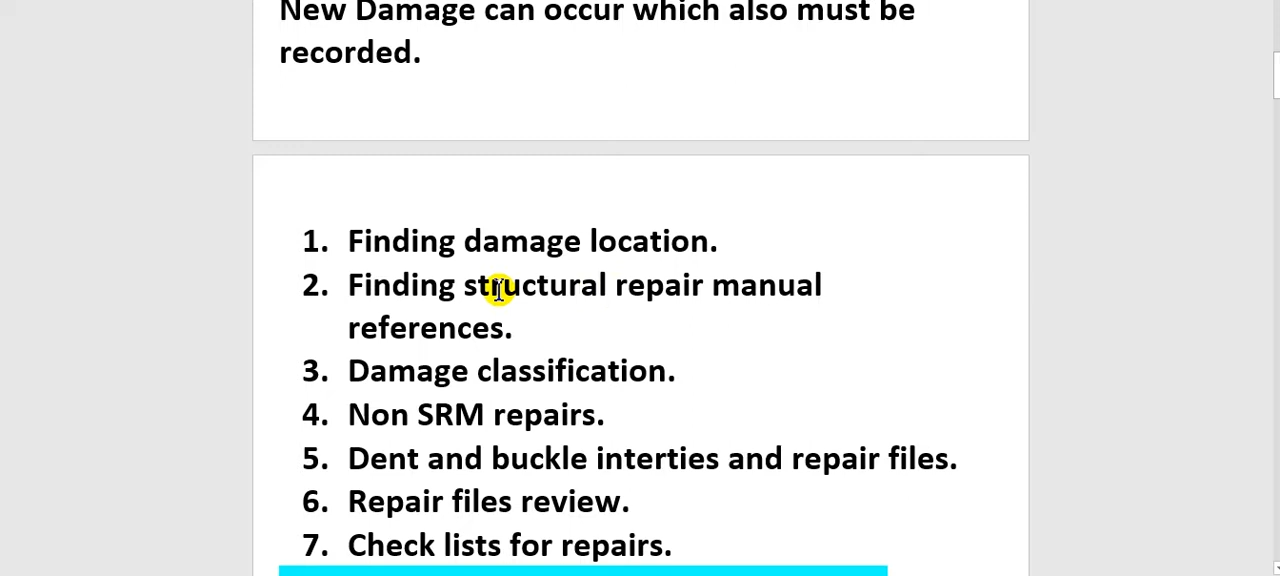 New Damage can occur which also must be
recorded.
1. Finding damage location.
2. Finding structural repair manual
references.
3. Damage classification.
4. Non SRM repairs.
5. Dent and buckle interties and repair files.
6. Repair files review.
7. Check lists for repairs.